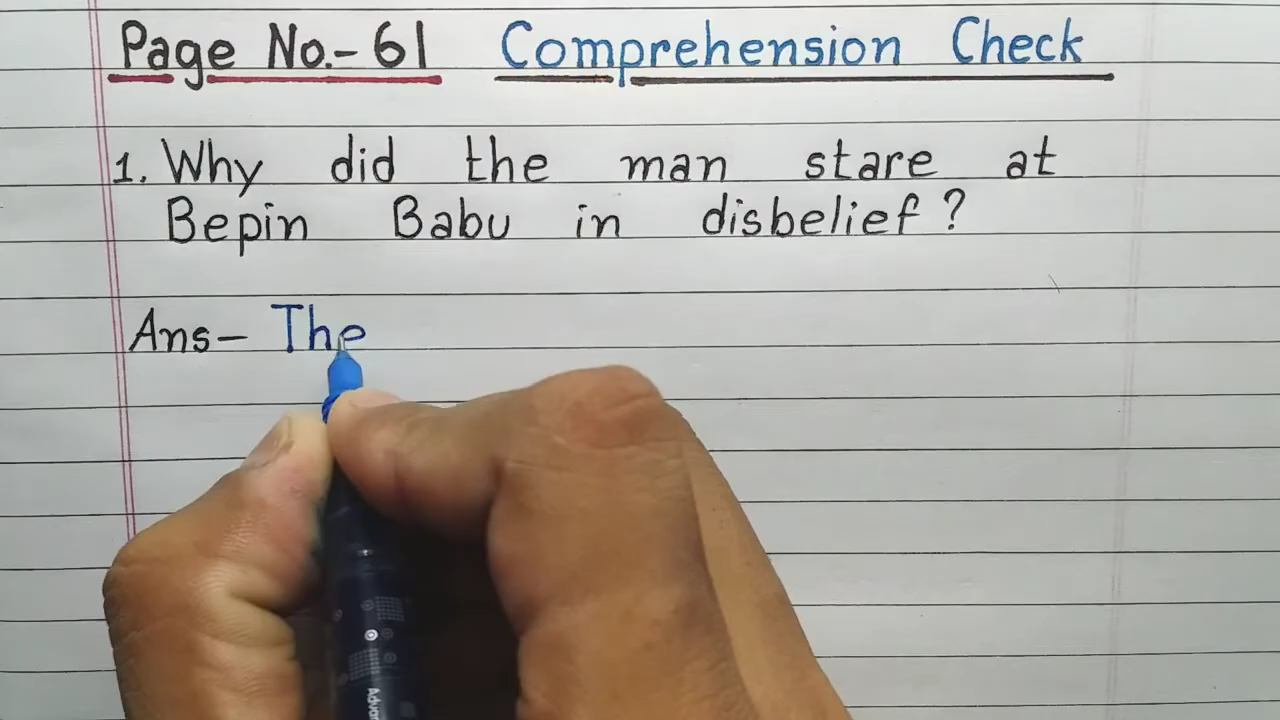 Page No.- 61 Comprehension Check
1. Why did the man stare at
Bepin Babu in disbelief ?
Ans- The